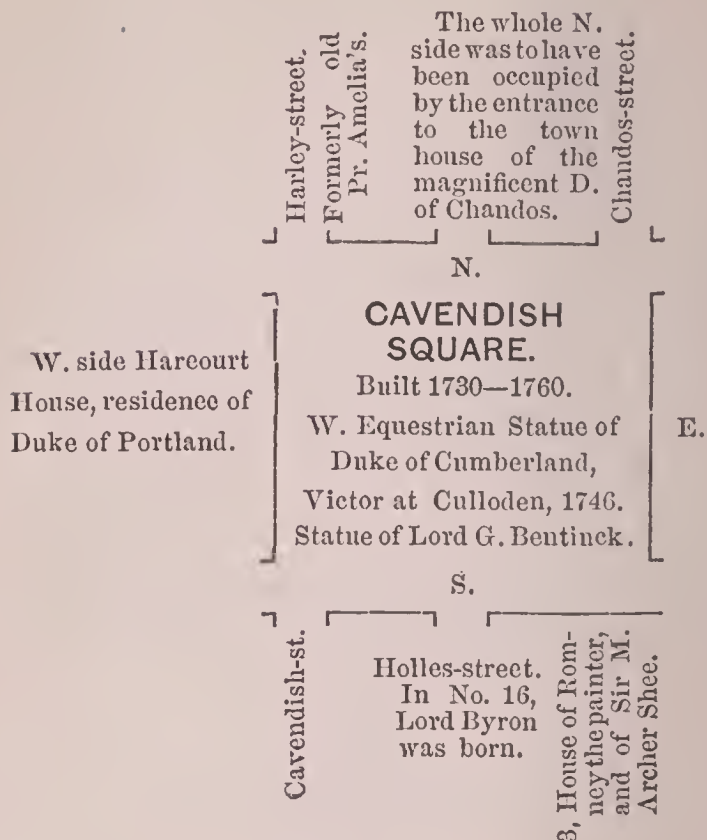 Harley-street.
Formerly old
Pr. Amelia's.
The whole N.
side was to have
been occupied
by the entrance
to the town
house of the
magnificent D.
of Chandos.
Chandos-street.
N.
W. side Harcourt
House, residence of
Duke of Portland.
CAVENDISH
SQUARE.
Built 1730—1760.
W. Equestrian Statue of
Duke of Cumberland,
Victor at Culloden, 1746.
Statue of Lord G. Bentinck.
E.
S.
Cavendish-st.
Holles-street.
In No. 16,
Lord Byron
was born.
House of Rom-
ney the painter,
and of Sir M.
Archer Shee.